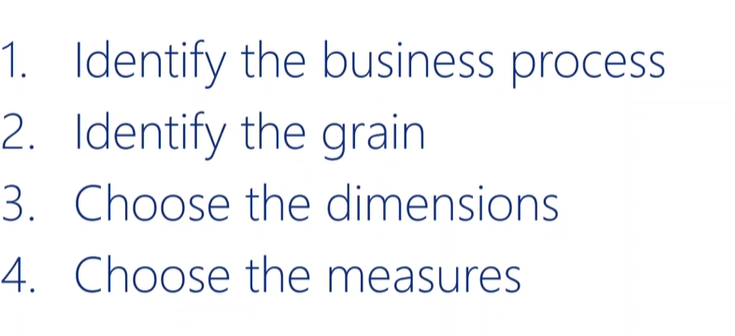 1. Identify the business process
2. Identify the grain
3. Choose the dimensions
4. Choose the measures